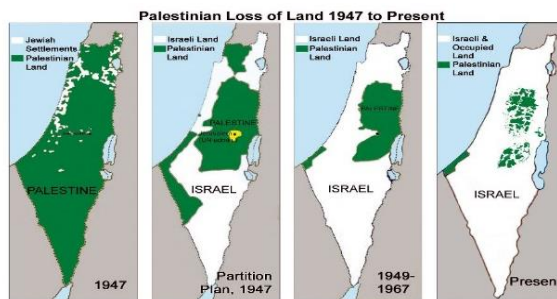 Palestinian Loss of Land 1947 to Present
Jewish
Settlements
Palestinian
Land
PALESTINE
1947
Israeli Land
Palestinian
Land
PALESTINE
Jerusalem
ISRAEL
Partition
Plan, 1947
Israeli Land
Palestinian
Land
ISRAEL
1949-
1967
Israeli &
Occupied Land
Palestinian
Land
ISRAEL
Present